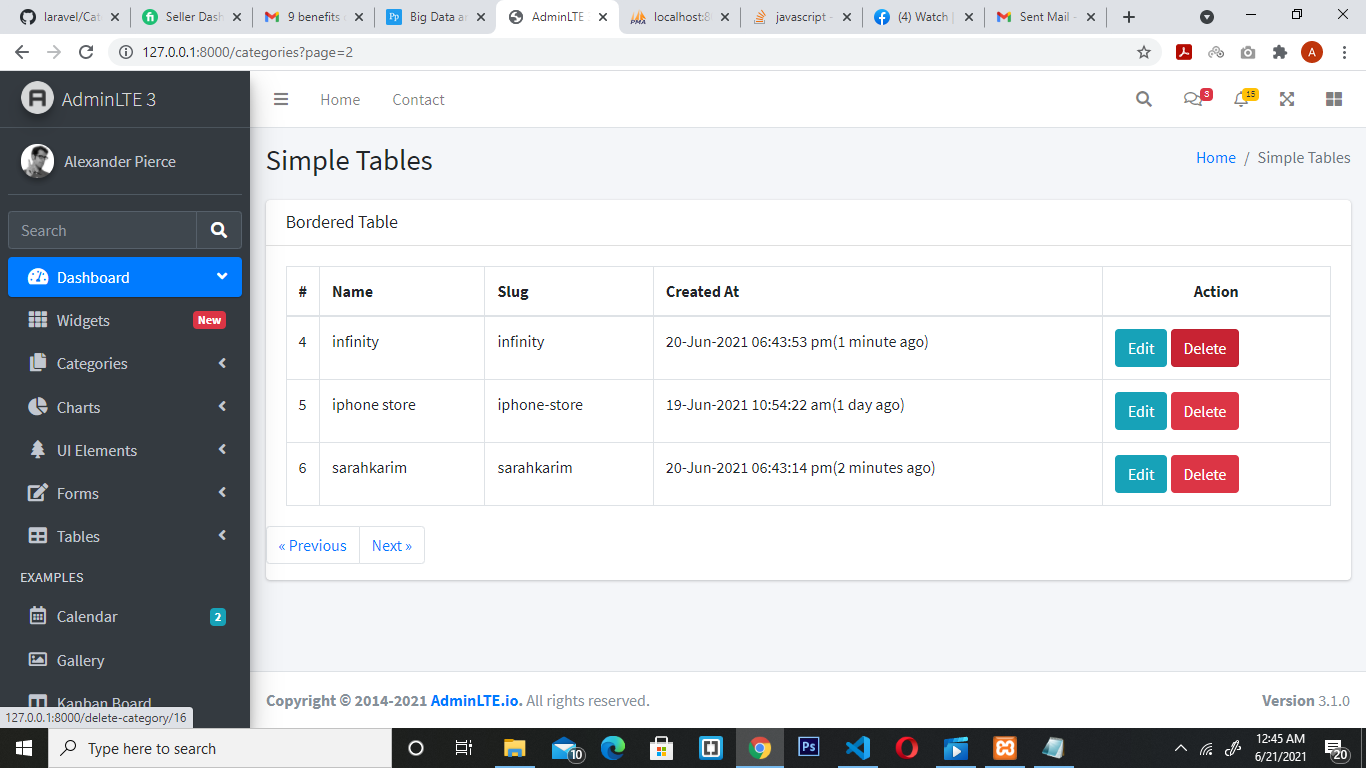 laravel/Cat
Seller Dash
9 benefits
Big Data a
AdminLTE
localhost:8
javascript -
(4) Watch |
Sent Mail -
127.0.0.1:8000/categories?page=2
A
AdminLTE 3
Home
Contact
3
15
Alexander Pierce
Simple Tables
Home / Simple Tables
Search
Bordered Table
Dashboard
Widgets
New
Categories
Charts
UI Elements
Forms
Tables
EXAMPLES
Calendar
2
Gallery
Kanban Board
# Name Slug Created At Action
4 infinity infinity 20-Jun-2021 06:43:53 pm(1 minute ago) Edit Delete
5 iphone store iphone-store 19-Jun-2021 10:54:22 am(1 day ago) Edit Delete
6 sarahkarim sarahkarim 20-Jun-2021 06:43:14 pm(2 minutes ago) Edit Delete
« Previous
Next »
Copyright © 2014-2021 AdminLTE.io. All rights reserved.
Version 3.1.0
127.0.0.1:8000/delete-category/16
Type here to search
10
Ps
12:45 AM
6/21/2021
20